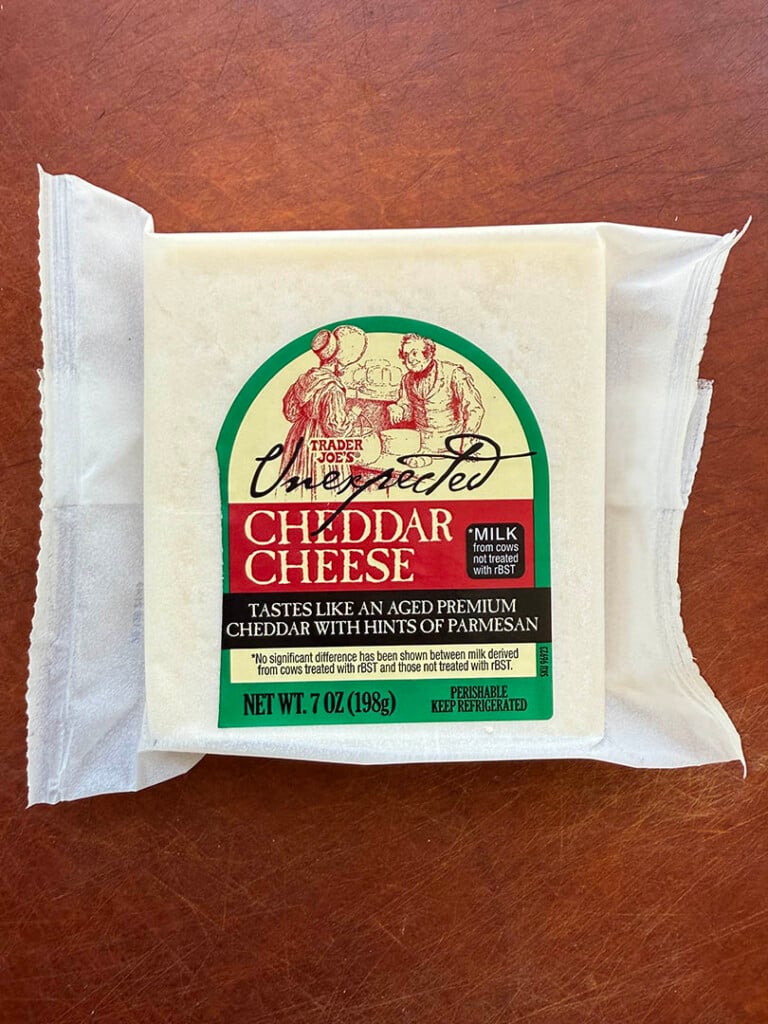 TRADER
JOE'S
Unexpected
CHEDDAR
CHEESE
*MILK
from cows
not treated
with rBST
TASTES LIKE AN AGED PREMIUM
CHEDDAR WITH HINTS OF PARMESAN
*No significant difference has been shown between milk derived
from cows treated with rBST and those not treated with rBST.
SKU 96923
NET WT. 7 OZ (198g)
PERISHABLE
KEEP REFRIGERATED